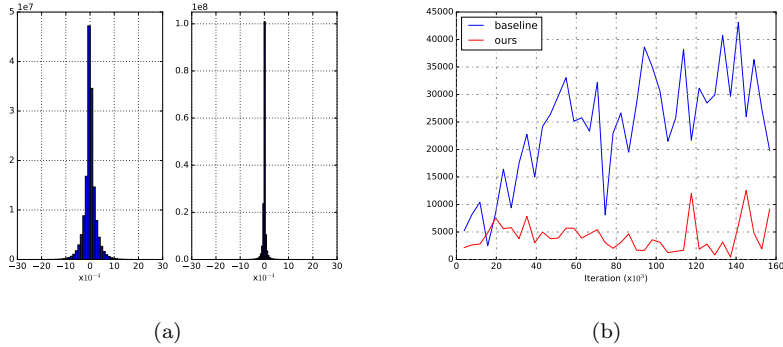 5 1e7
4
3
2
1
0
−30 −20 −10 0 10 20 30
x10⁻⁴
1e8
1.0
0.8
0.6
0.4
0.2
0.0
−30 −20 −10 0 10 20 30
x10⁻⁴
(a)
45000
40000
35000
30000
25000
20000
15000
10000
5000
0
baseline
ours
0 20 40 60 80 100 120 140 160
Iteration (x10³)
(b)